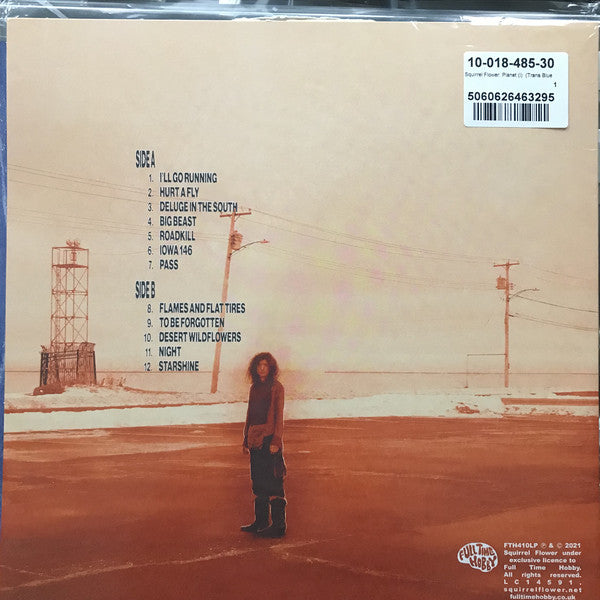 10-018-485-30
Squirrel Flower: Planet (i): (Trans Blue
1
5060626463295
SIDE A
1. I'LL GO RUNNING
2. HURT A FLY
3. DELUGE IN THE SOUTH
4. BIG BEAST
5. ROADKILL
6. IOWA 146
7. PASS
SIDE B
8. FLAMES AND FLAT TIRES
9. TO BE FORGOTTEN
10. DESERT WILDFLOWERS
11. NIGHT
12. STARSHINE
FULL TIME
HOBBY
FTH410LP ℗ & © 2021
Squirrel Flower under
exclusive licence to
Full Time Hobby.
All rights reserved.
LC14591.
squirrelflower.net
fulltimehobby.co.uk